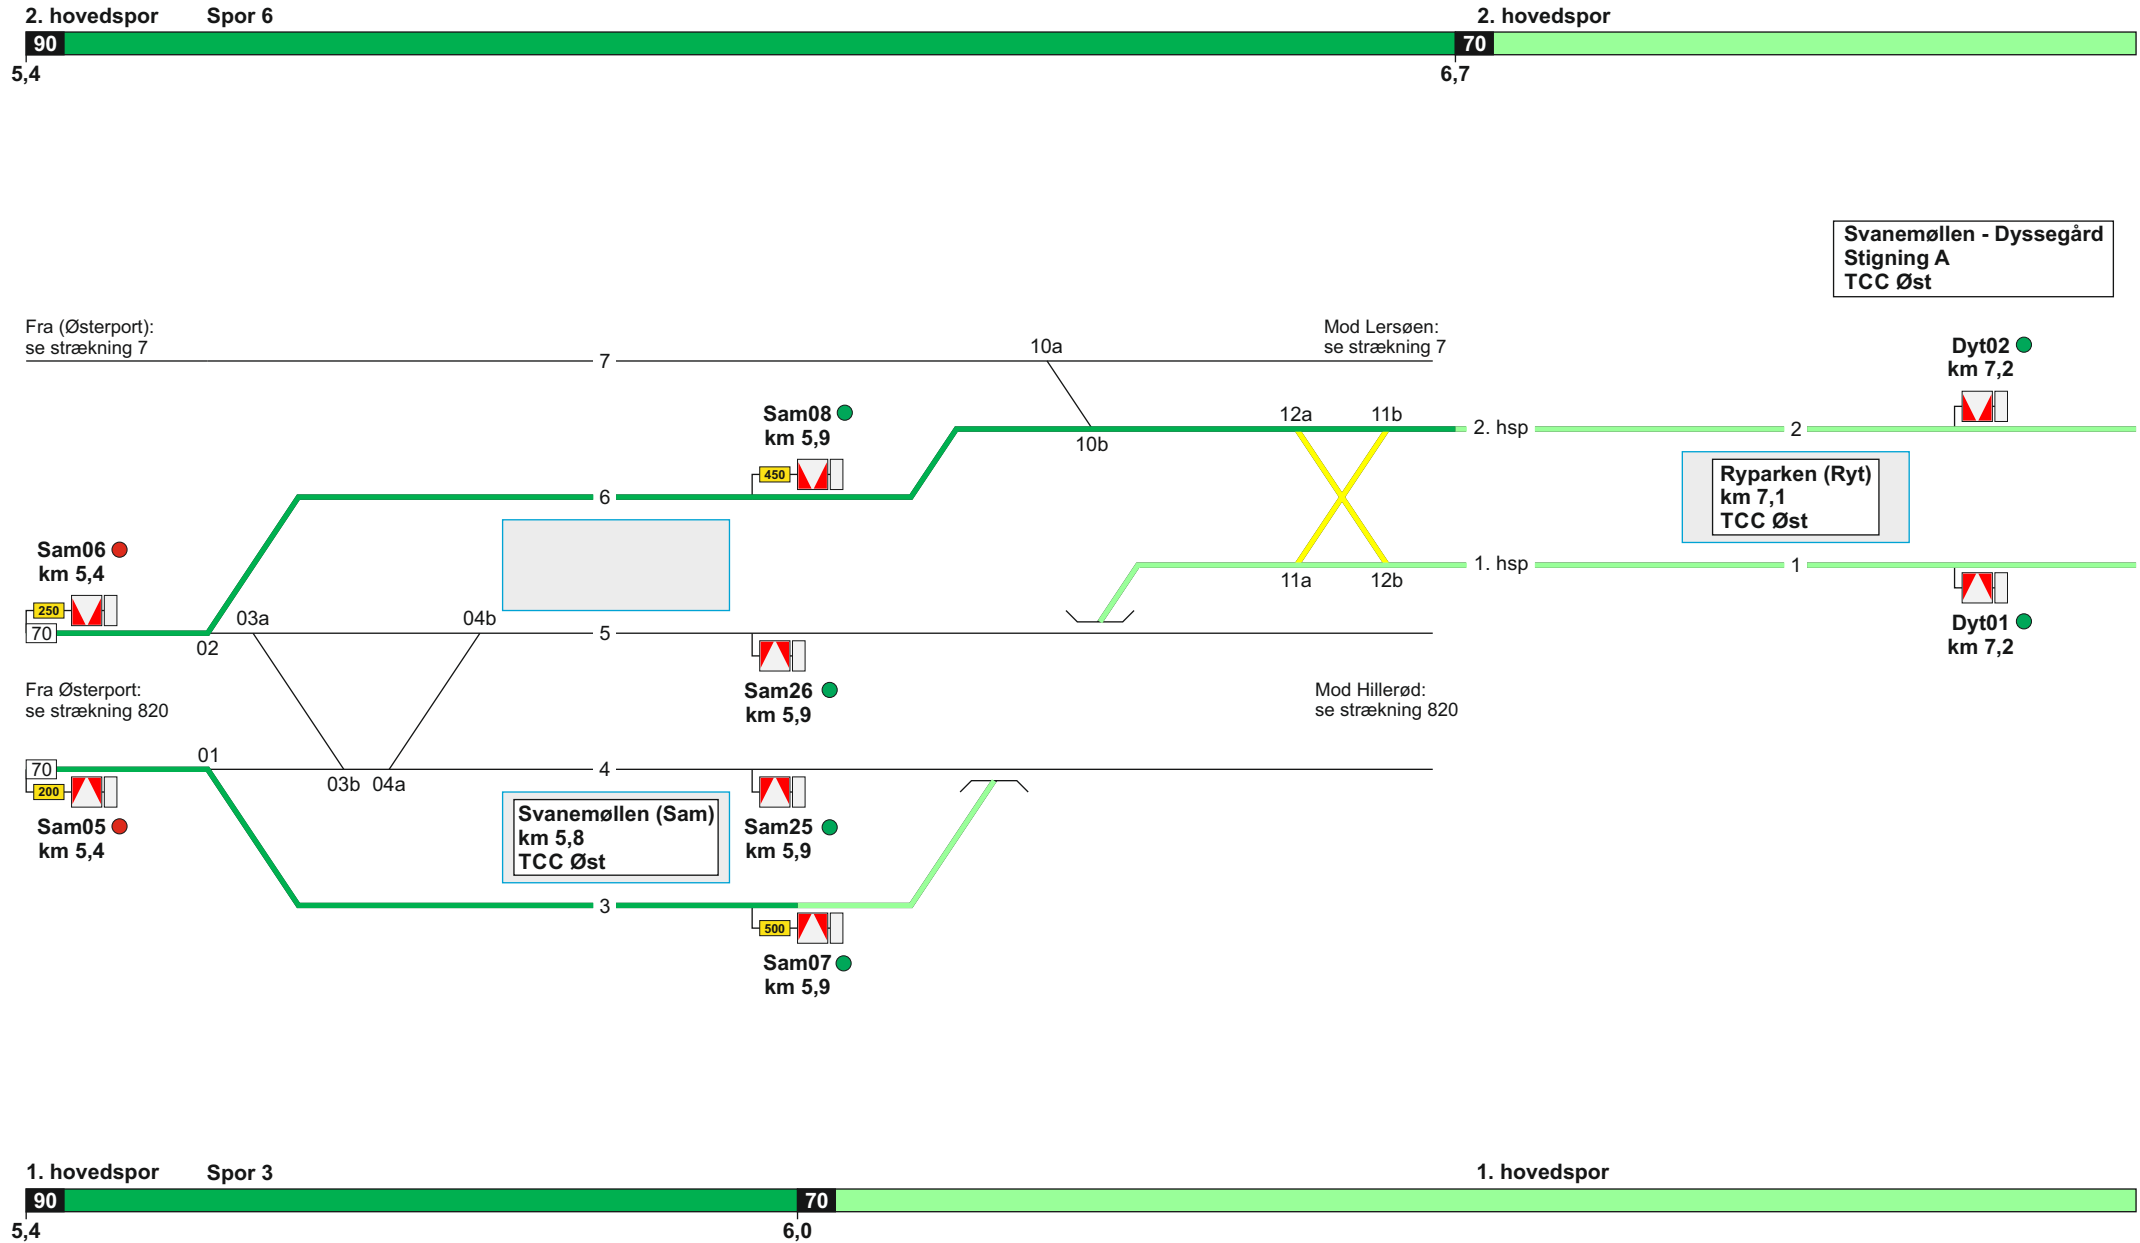 2. hovedspor Spor 6 2. hovedspor
90 70
5,4 6,7
Svanemøllen - Dyssegård
Stigning A
TCC Øst
Fra (Østerport):
se strækning 7
7
10a
Mod Lersøen:
se strækning 7
Dyt02
km 7,2
Sam08
km 5,9
450
10b
12a 11b
2. hsp
2
6
Ryparken (Ryt)
km 7,1
TCC Øst
Sam06
km 5,4
250
70
02
03a
04b
5
11a 12b
1. hsp
1
Dyt01
km 7,2
Fra Østerport:
se strækning 820
Sam26
km 5,9
Mod Hillerød:
se strækning 820
70
01
200
03b 04a
4
Sam05
km 5,4
Svanemøllen (Sam)
km 5,8
TCC Øst
Sam25
km 5,9
3
500
Sam07
km 5,9
1. hovedspor Spor 3 1. hovedspor
90 70
5,4 6,0